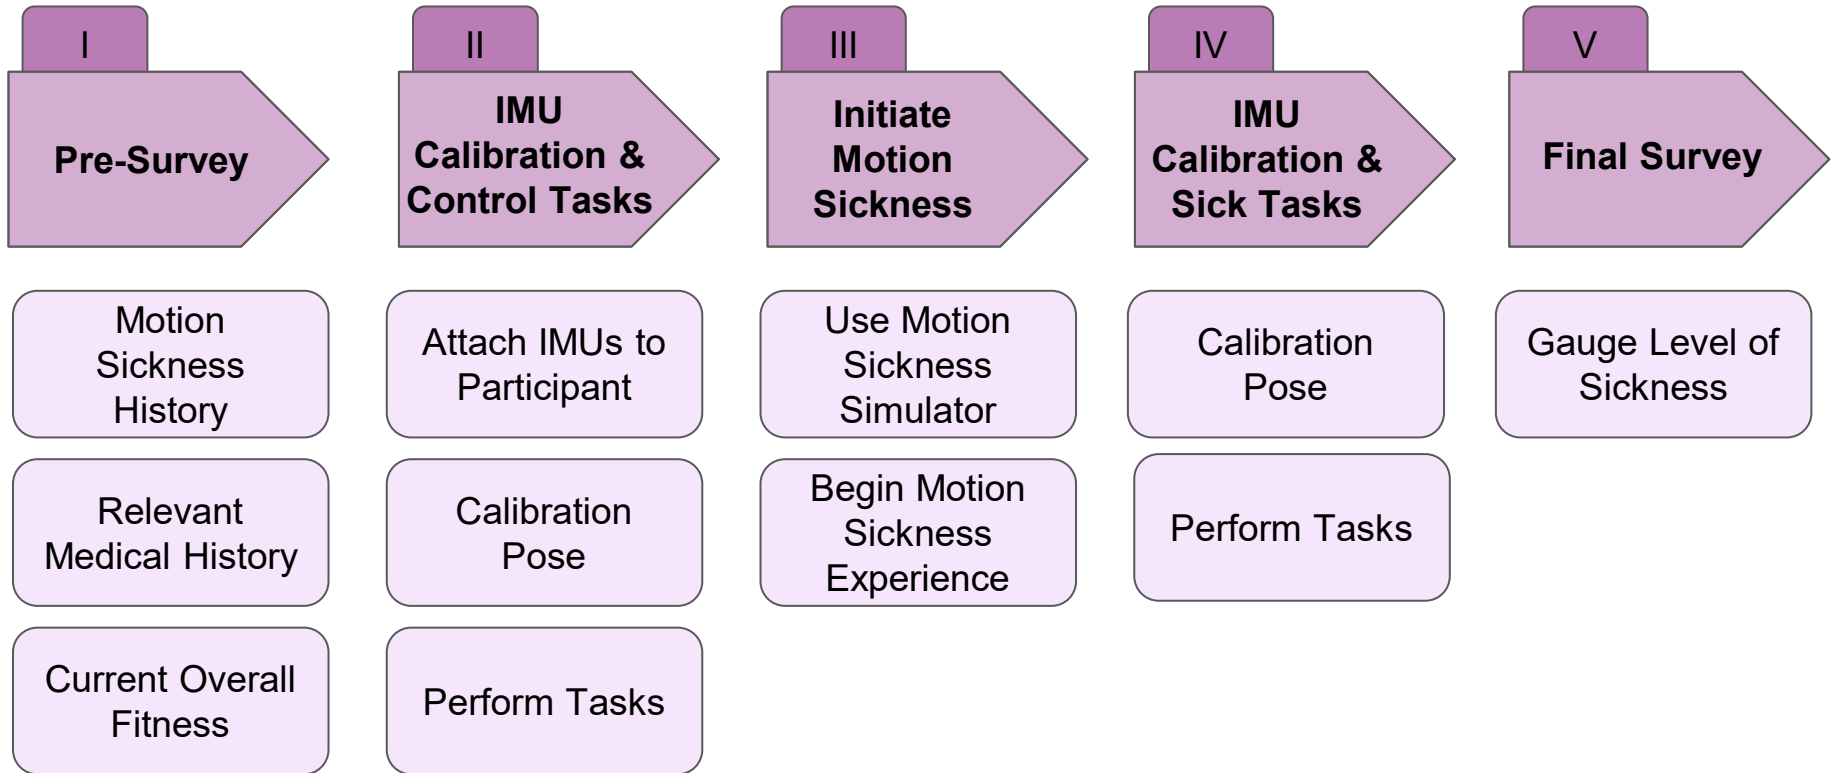 I
II
III
IV
V
Pre-Survey
IMU
Calibration &
Control Tasks
Initiate
Motion
Sickness
IMU
Calibration &
Sick Tasks
Final Survey
Motion
Sickness
History
Relevant
Medical History
Current Overall
Fitness
Attach IMUs to
Participant
Calibration
Pose
Perform Tasks
Use Motion
Sickness
Simulator
Begin Motion
Sickness
Experience
Calibration
Pose
Perform Tasks
Gauge Level of
Sickness